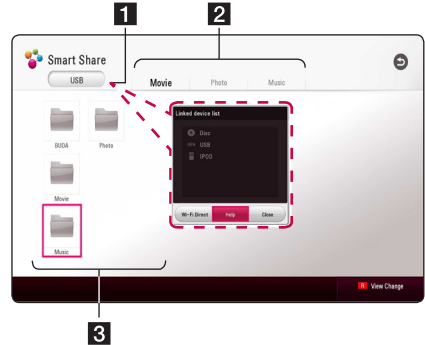 1
2
Smart Share
USB
Movie Photo Music
Linked device list
Disc
USB
IPOD
BUDA Photo
Movie
Wi-Fi Direct Help Close
Music
R View Change
3